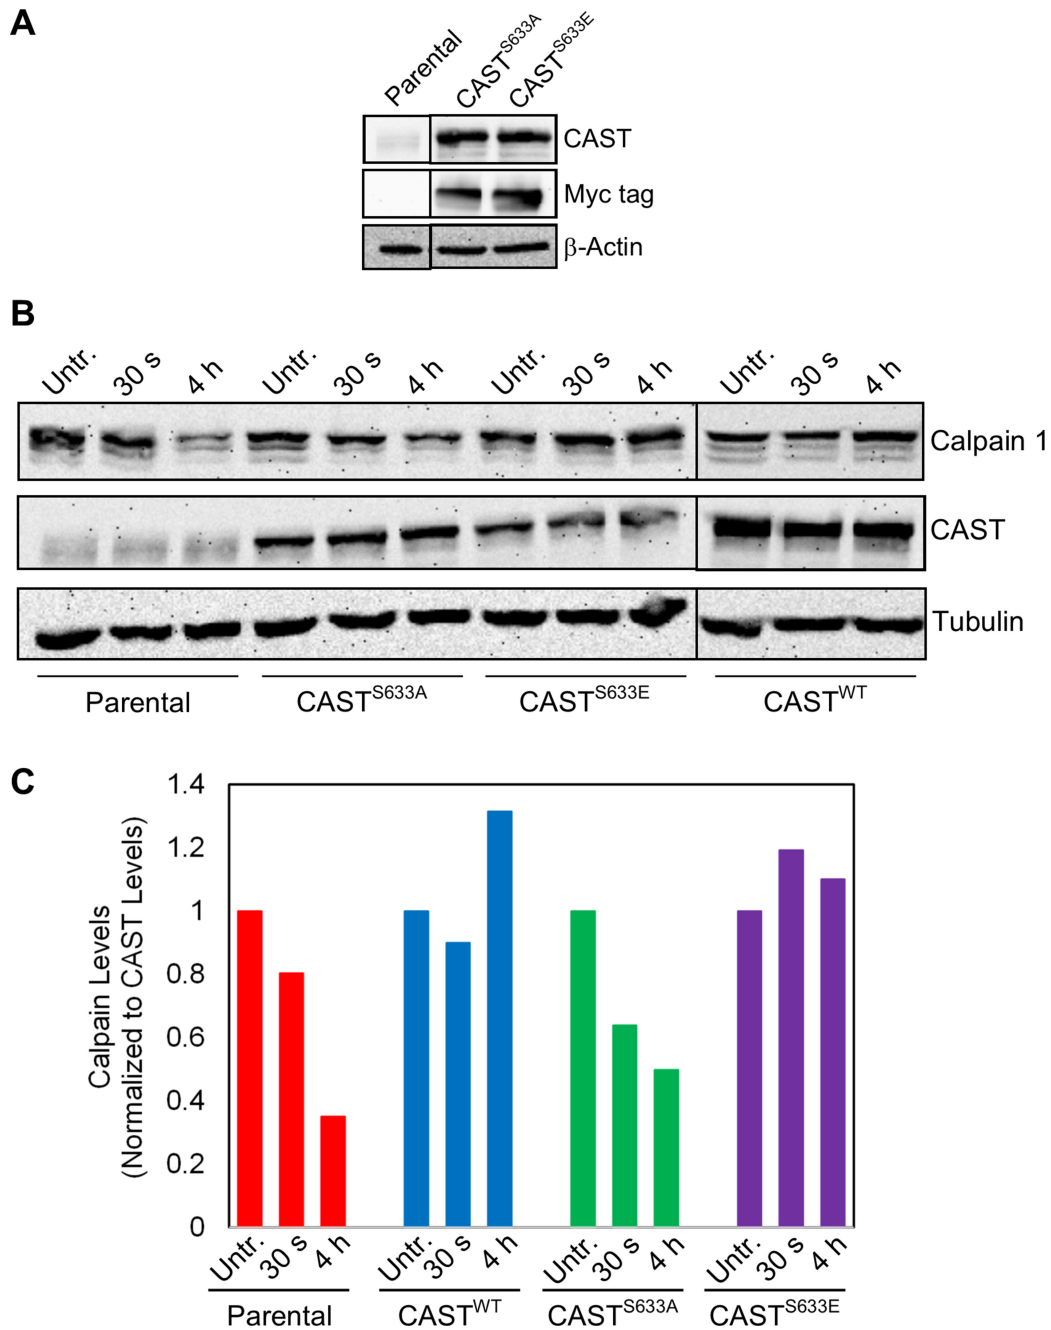 A
Parental
CAST^S633A
CAST^S633E
CAST
Myc tag
β-Actin
B
Untr. 30 s 4 h Untr. 30 s 4 h Untr. 30 s 4 h Untr. 30 s 4 h
Calpain 1
CAST
Tubulin
Parental CAST^S633A CAST^S633E CAST^WT
C
Calpain Levels
(Normalized to CAST Levels)
1.4
1.2
1
0.8
0.6
0.4
0.2
0
Untr. 30 s 4 h Untr. 30 s 4 h Untr. 30 s 4 h Untr. 30 s 4 h
Parental CAST^WT CAST^S633A CAST^S633E